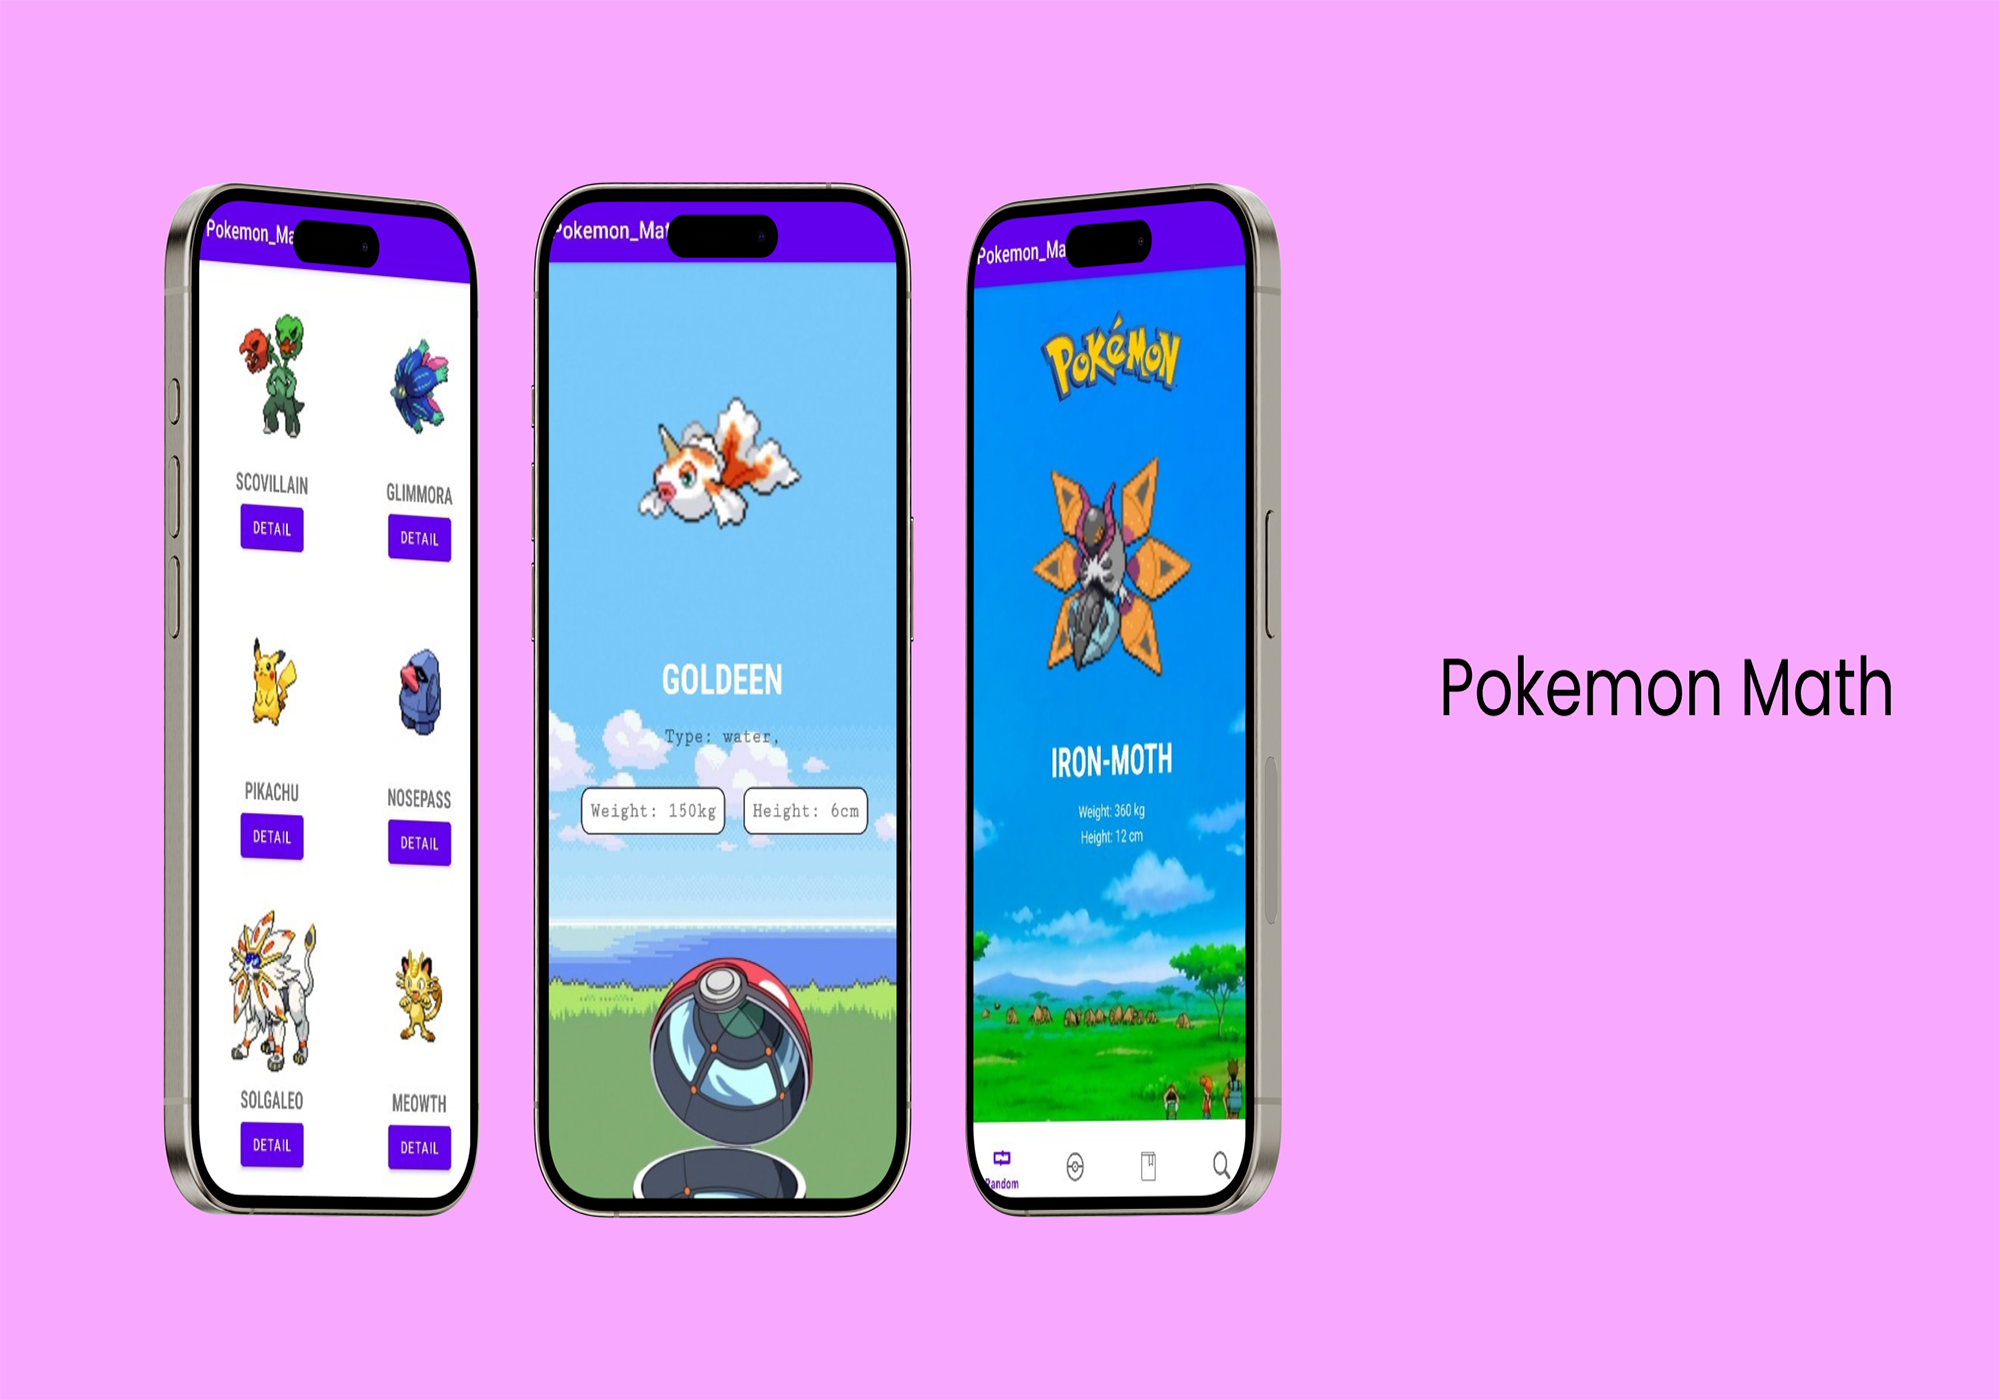 Pokemon_Ma
SCOVILLAIN
GLIMMORA
DETAIL
DETAIL
PIKACHU
NOSEPASS
DETAIL
DETAIL
SOLGALEO
MEOWTH
DETAIL
DETAIL
Pokemon_Mat
GOLDEEN
Type: water,
Weight: 150kg
Height: 6cm
Pokemon_Ma
POKéMON
IRON-MOTH
Weight: 360 kg
Height: 12 cm
Random
Pokemon Math